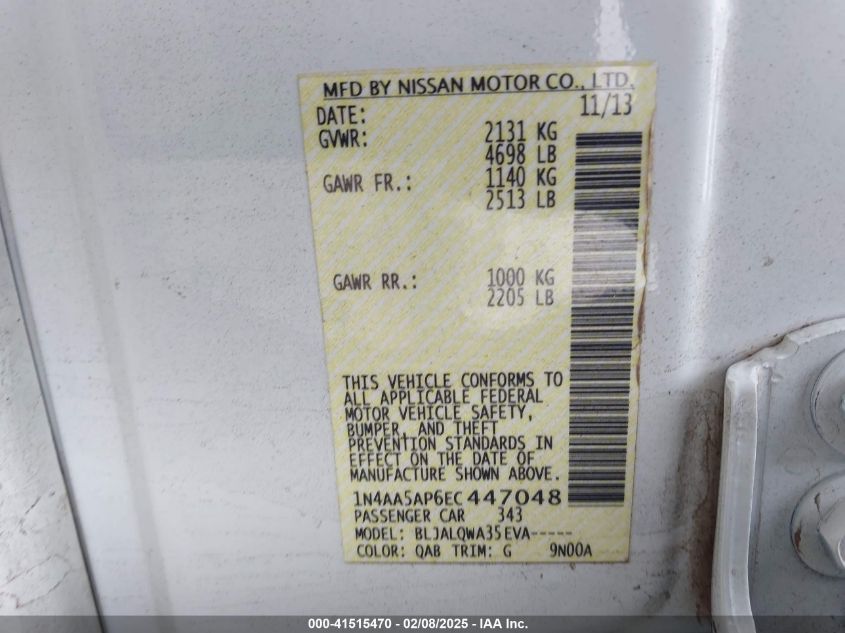 MFD BY NISSAN MOTOR CO., LTD.
DATE: 11/13
GVWR: 2131 KG
4698 LB
GAWR FR.: 1140 KG
2513 LB
GAWR RR.: 1000 KG
2205 LB
THIS VEHICLE CONFORMS TO
ALL APPLICABLE FEDERAL
MOTOR VEHICLE SAFETY,
BUMPER, AND THEFT
PREVENTION STANDARDS IN
EFFECT ON THE DATE OF
MANUFACTURE SHOWN ABOVE.
1N4AA5AP6EC447048
PASSENGER CAR 343
MODEL: BLJALQWA35EVA-----
COLOR: QAB TRIM: G 9N00A
000-41515470 - 02/08/2025 - IAA Inc.